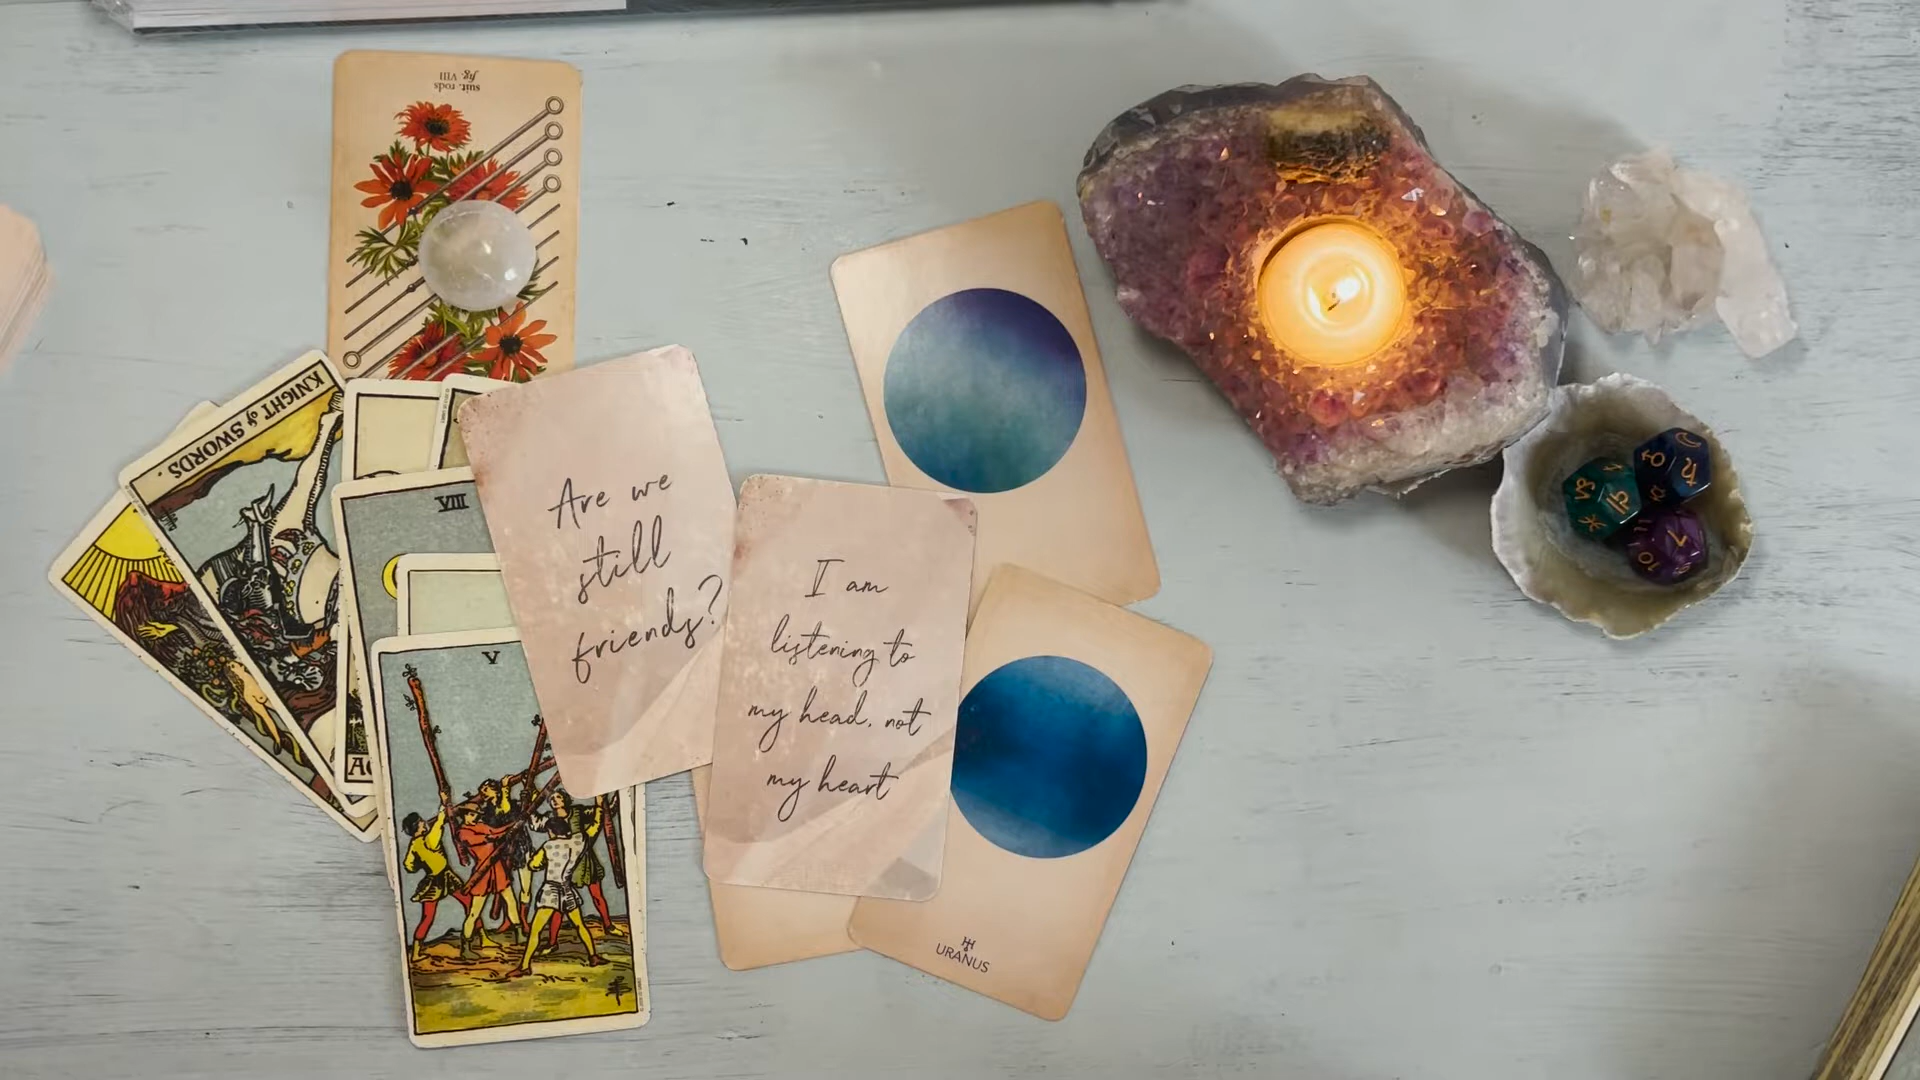 suit. rods
fig. VIII
KNIGHT of SWORDS.
VIII
V
Are we
still
friends?
I am
listening to
my head, not
my heart
URANUS